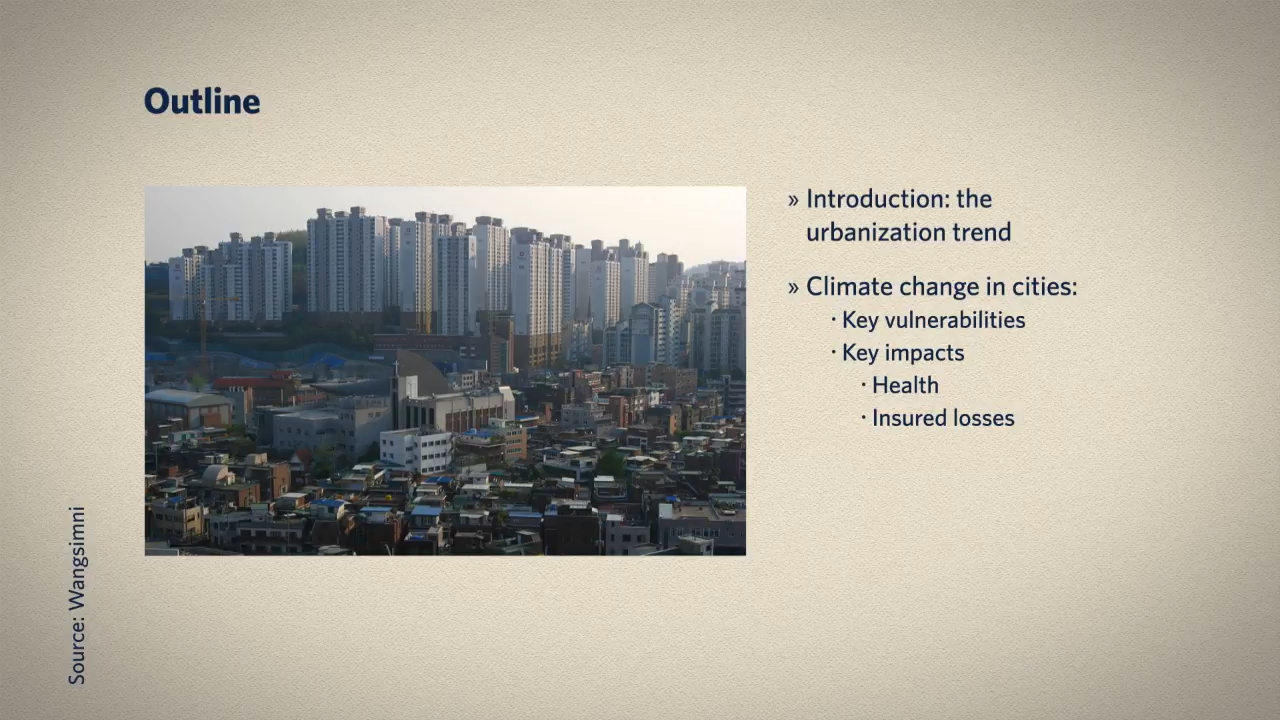 Outline
» Introduction: the
urbanization trend
» Climate change in cities:
· Key vulnerabilities
· Key impacts
· Health
· Insured losses
Source: Wangsimni